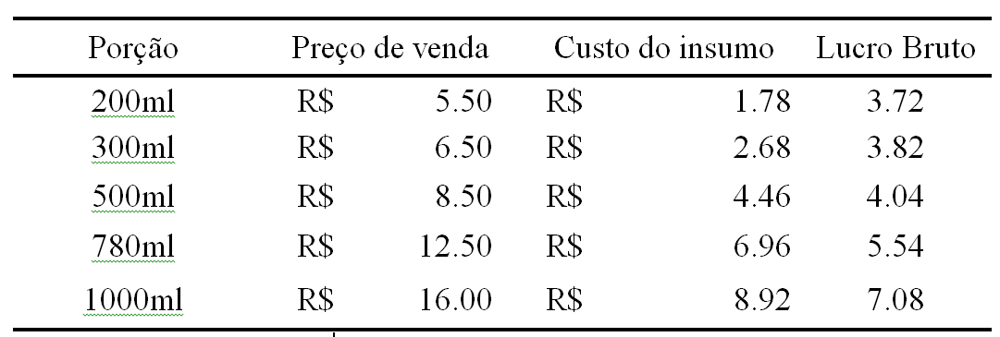 Porção Preço de venda Custo do insumo Lucro Bruto
200ml R$ 5.50 R$ 1.78 3.72
300ml R$ 6.50 R$ 2.68 3.82
500ml R$ 8.50 R$ 4.46 4.04
780ml R$ 12.50 R$ 6.96 5.54
1000ml R$ 16.00 R$ 8.92 7.08